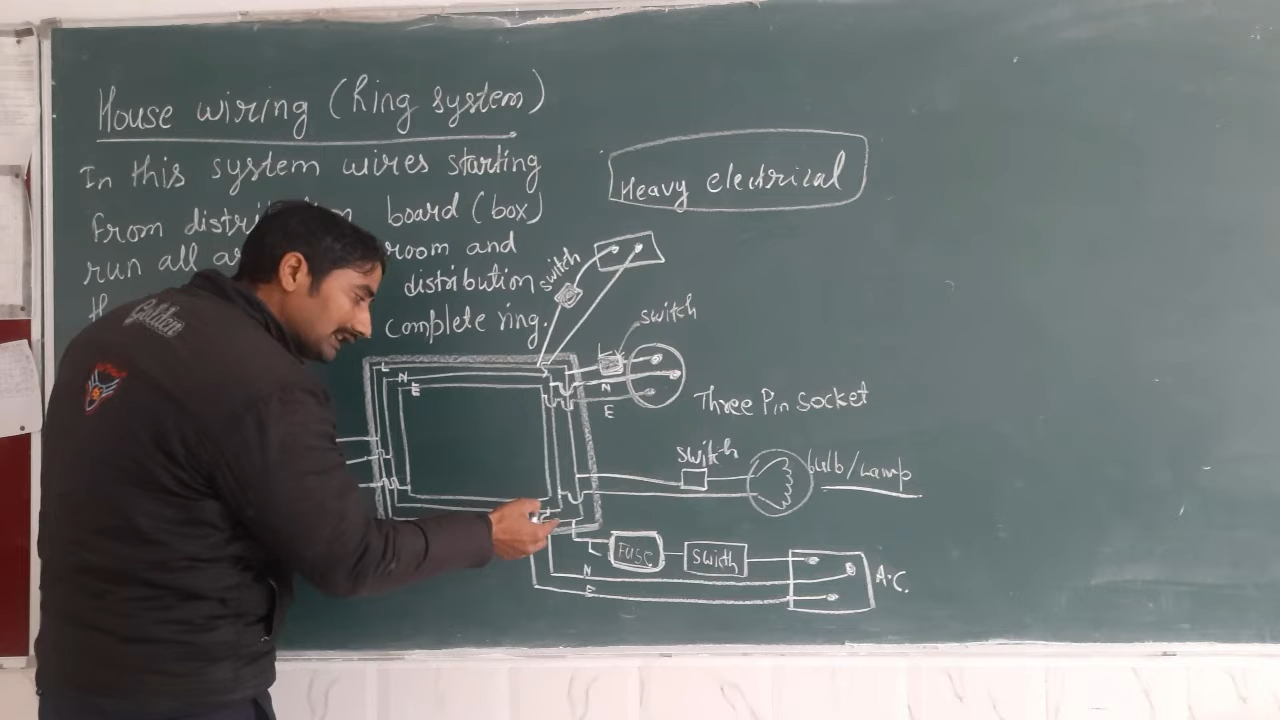 House wiring (Ring system)
In this system wires starting
from distri board (box)
run all a room and
distribution
complete ring.
Heavy electrical
switch
switch
L
N
E
L
N
E
Three Pin Socket
switch
bulb/Lamp
L
Fuse
Swith
N
E
A.C.
Golden